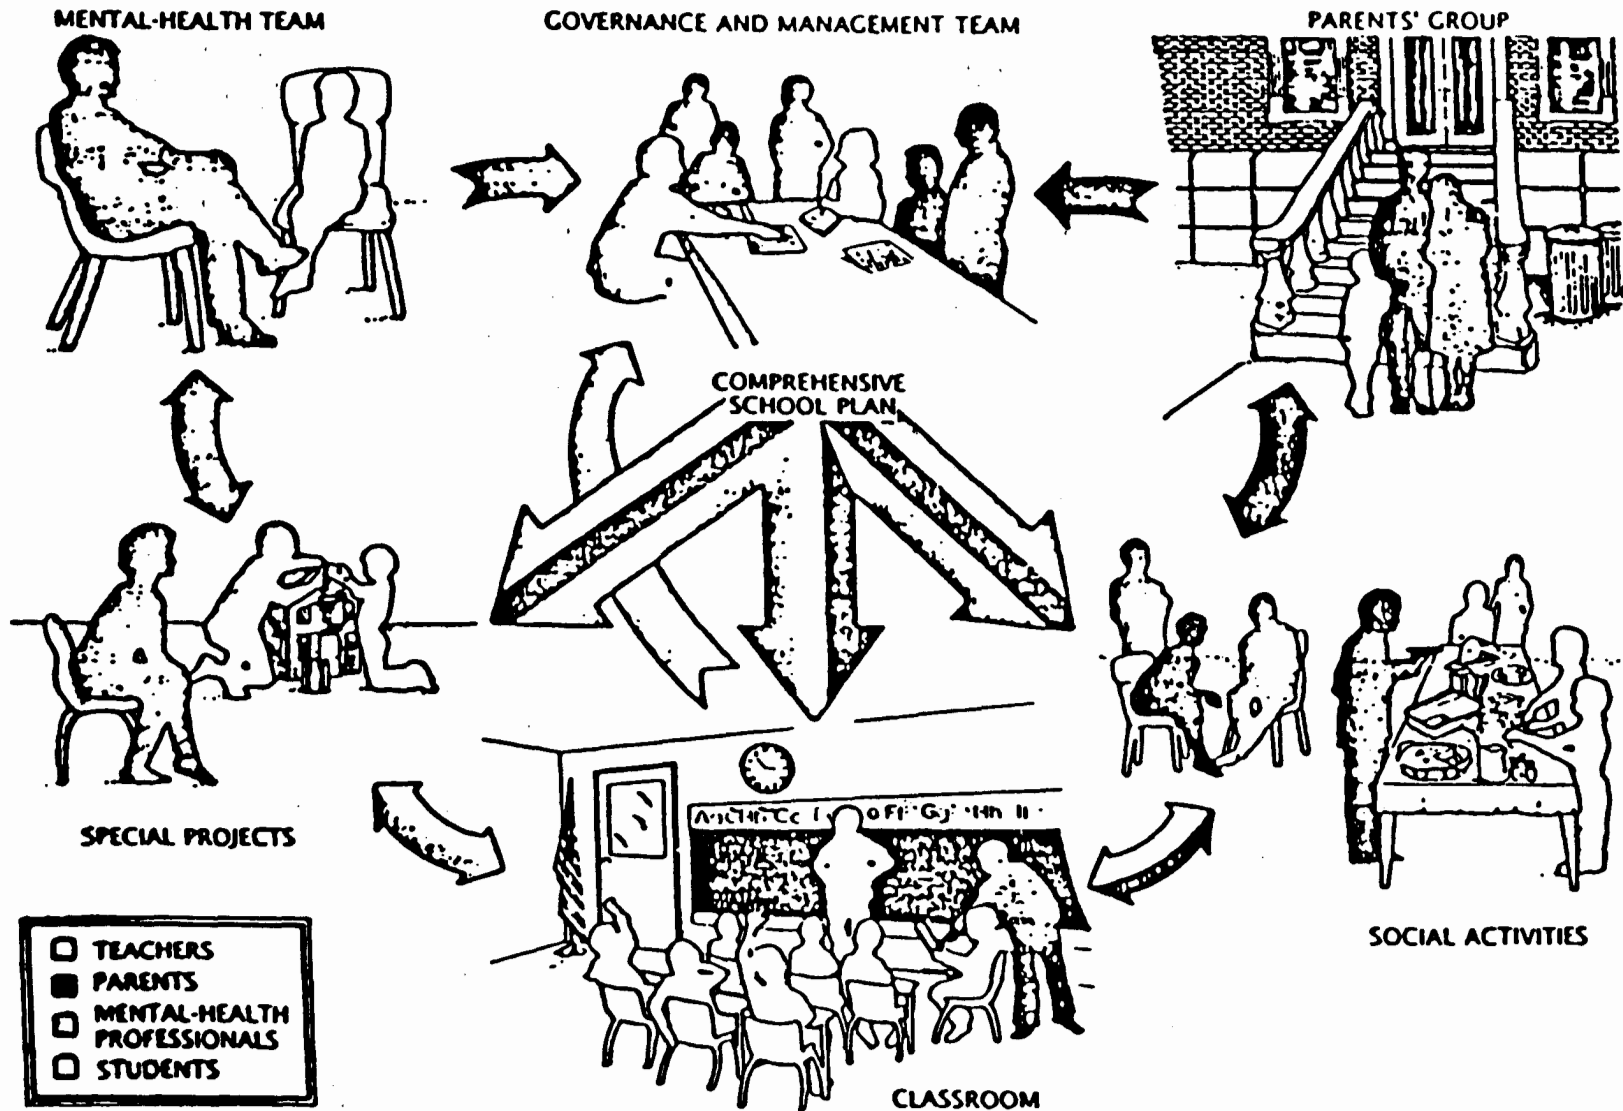 MENTAL-HEALTH TEAM
GOVERNANCE AND MANAGEMENT TEAM
PARENTS' GROUP
COMPREHENSIVE
SCHOOL PLAN
SPECIAL PROJECTS
SOCIAL ACTIVITIES
TEACHERS
PARENTS
MENTAL-HEALTH
PROFESSIONALS
STUDENTS
CLASSROOM